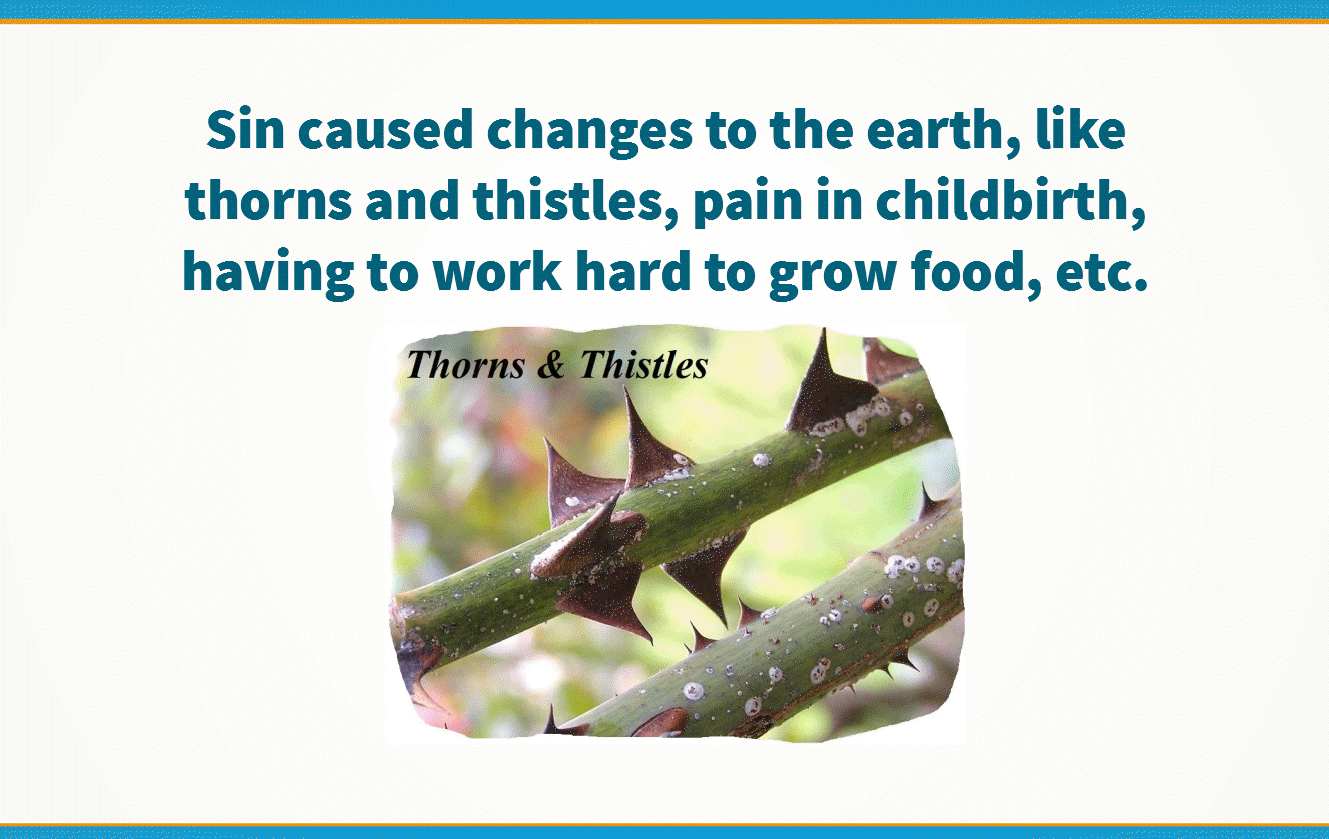 Sin caused changes to the earth, like
thorns and thistles, pain in childbirth,
having to work hard to grow food, etc.
Thorns & Thistles